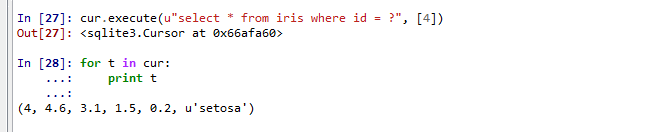 In [27]: cur.execute(u"select * from iris where id = ?", [4])
Out[27]: <sqlite3.Cursor at 0x66afa60>
In [28]: for t in cur:
...: print t
...:
(4, 4.6, 3.1, 1.5, 0.2, u'setosa')